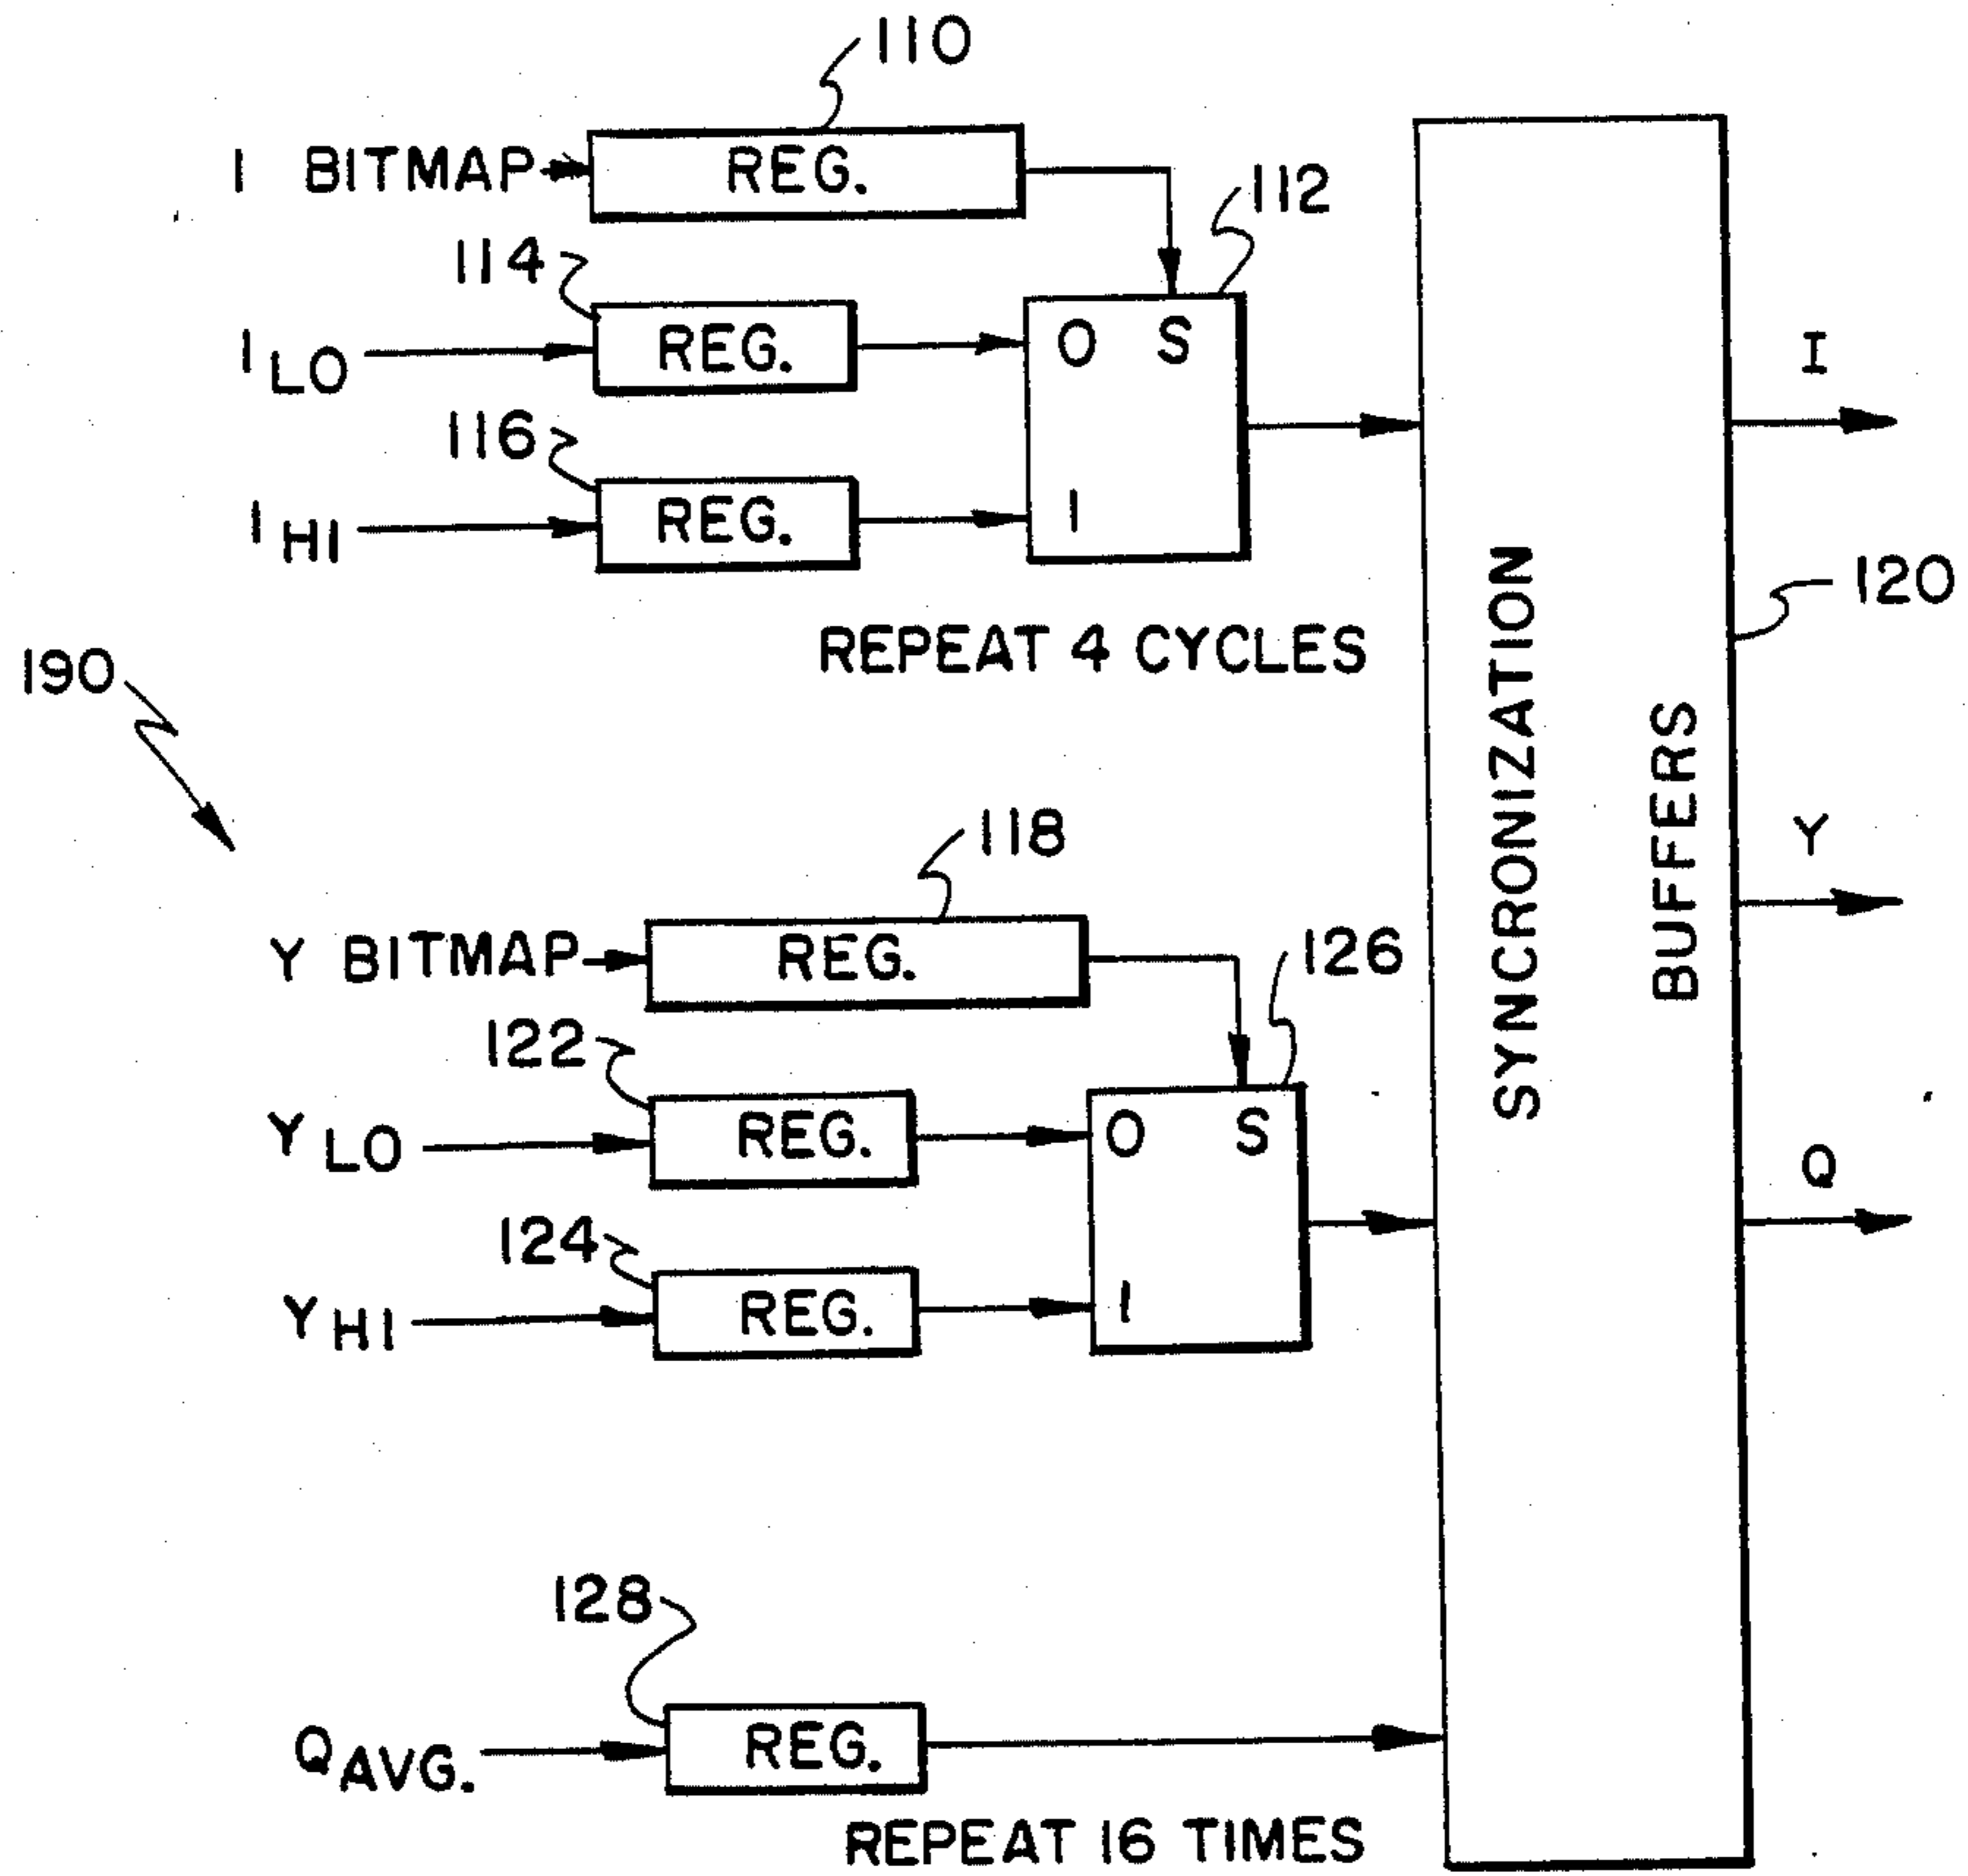 110
I BITMAP
REG.
112
114
I LO
REG.
O S
I
116
I HI
REG.
I
120
REPEAT 4 CYCLES
190
SYNCRONIZATION
BUFFERS
118
Y
Y BITMAP
REG.
126
122
Y LO
REG.
O S
Q
124
Y HI
REG.
I
128
Q AVG.
REG.
REPEAT 16 TIMES